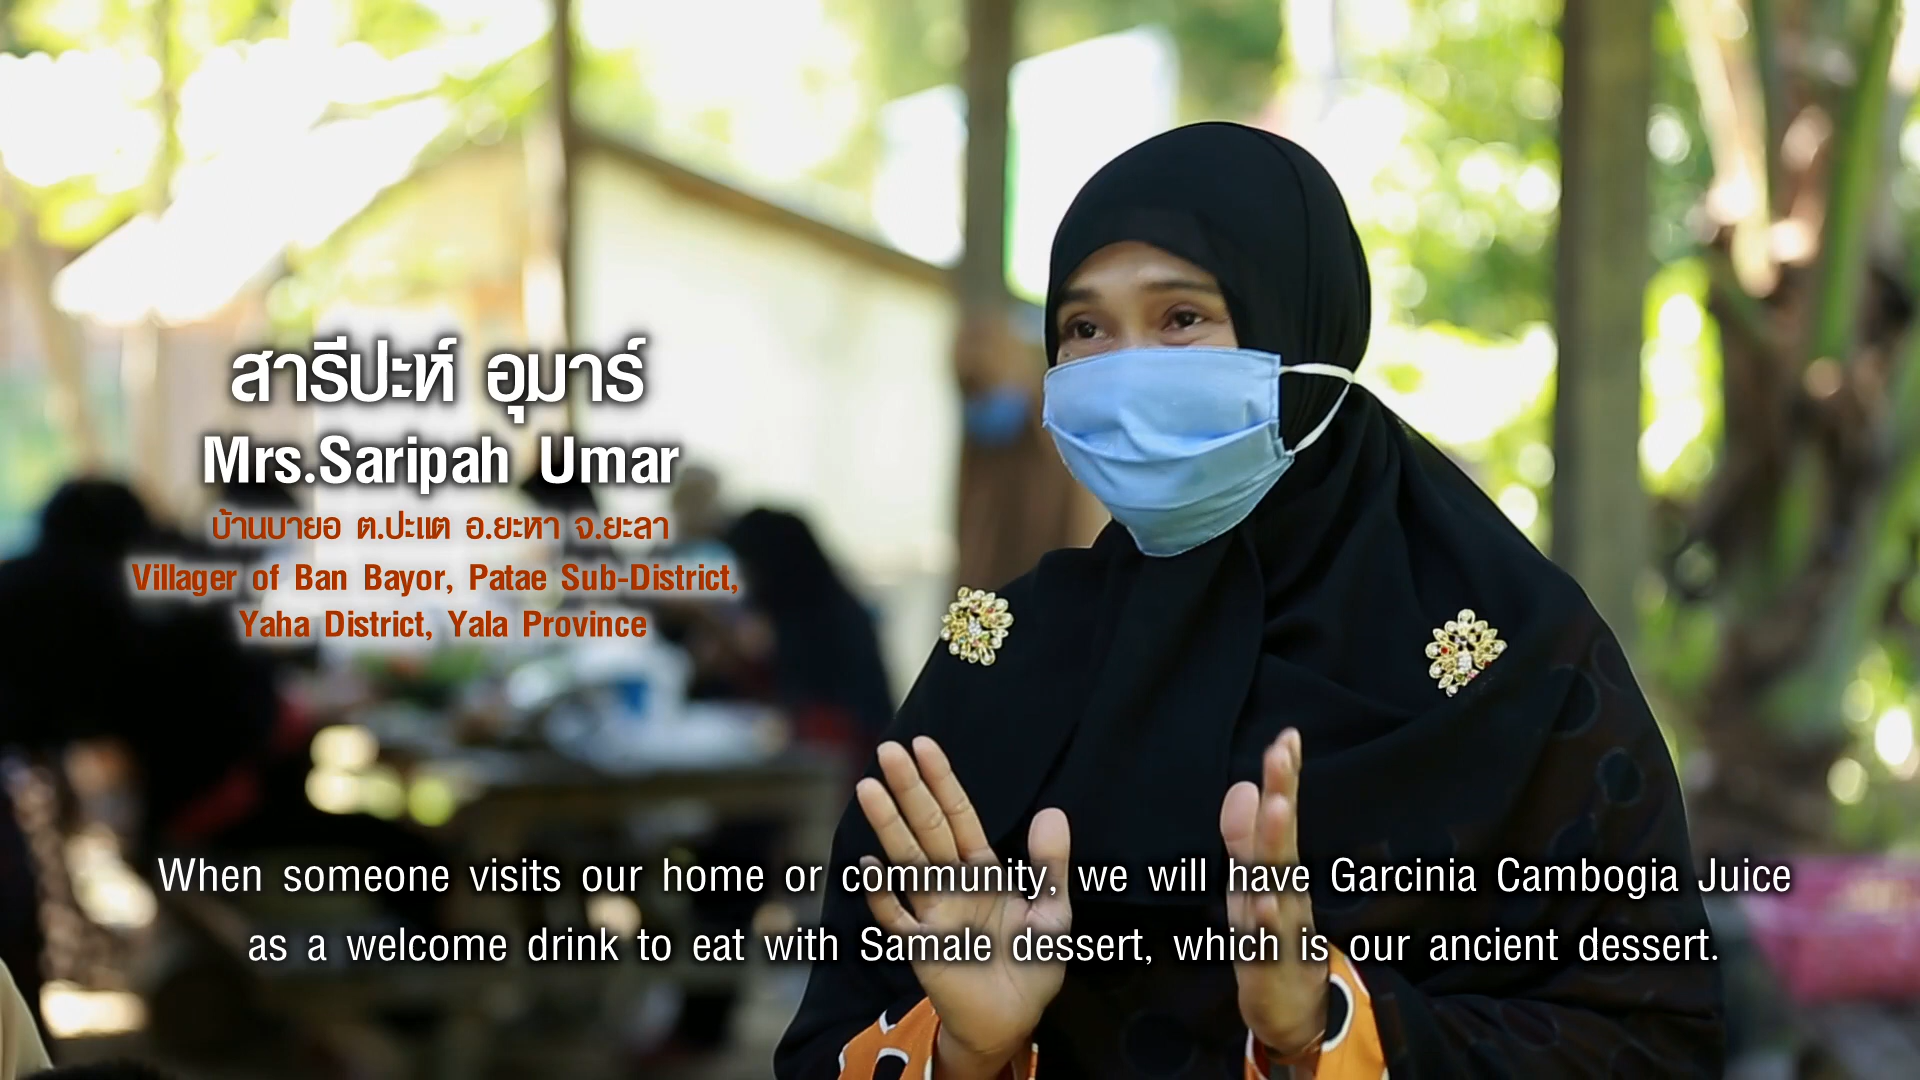 สารีปะห์ อุมาร์
Mrs.Saripah Umar
บ้านบายอ ต.ปะแต อ.ยะหา จ.ยะลา
Villager of Ban Bayor, Patae Sub-District,
Yaha District, Yala Province
When someone visits our home or community, we will have Garcinia Cambogia Juice
as a welcome drink to eat with Samale dessert, which is our ancient dessert.